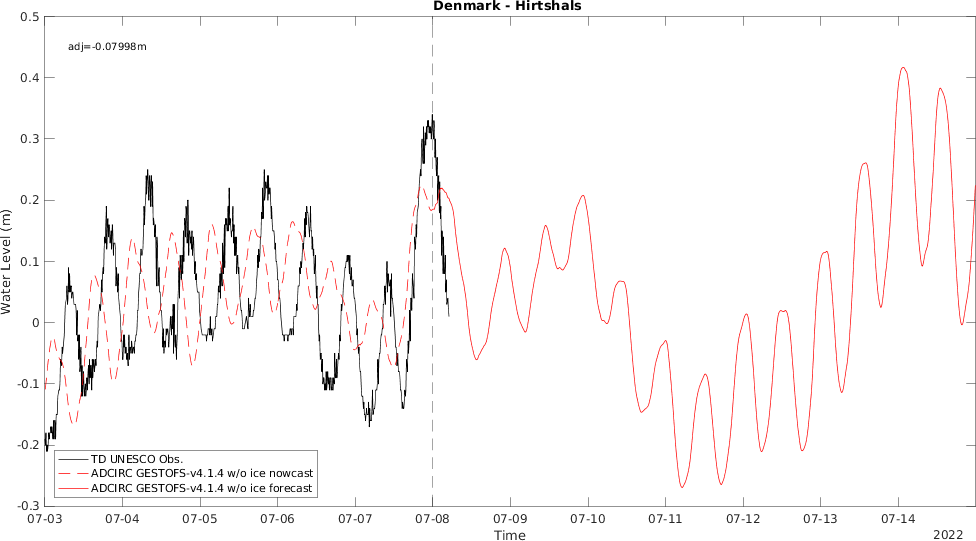 Denmark - Hirtshals
adj=-0.07998m
Water Level (m)
0.5
0.4
0.3
0.2
0.1
0
-0.1
-0.2
-0.3
TD UNESCO Obs.
ADCIRC GESTOFS-v4.1.4 w/o ice nowcast
ADCIRC GESTOFS-v4.1.4 w/o ice forecast
07-03 07-04 07-05 07-06 07-07 07-08 07-09 07-10 07-11 07-12 07-13 07-14
Time
2022